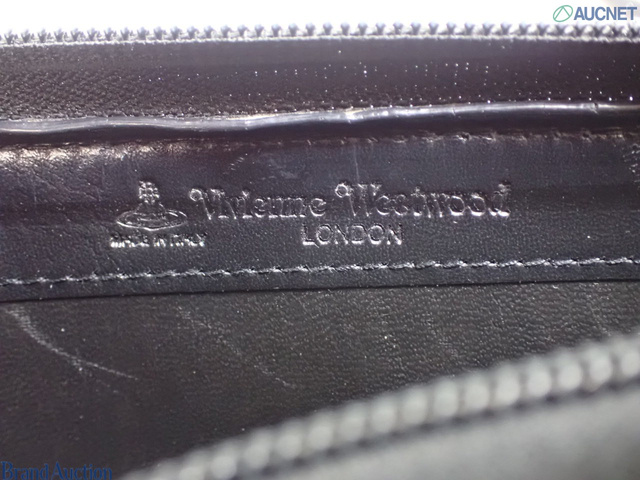 AUCNET
Vivienne Westwood
MADE IN ITALY
LONDON
Brand Auction